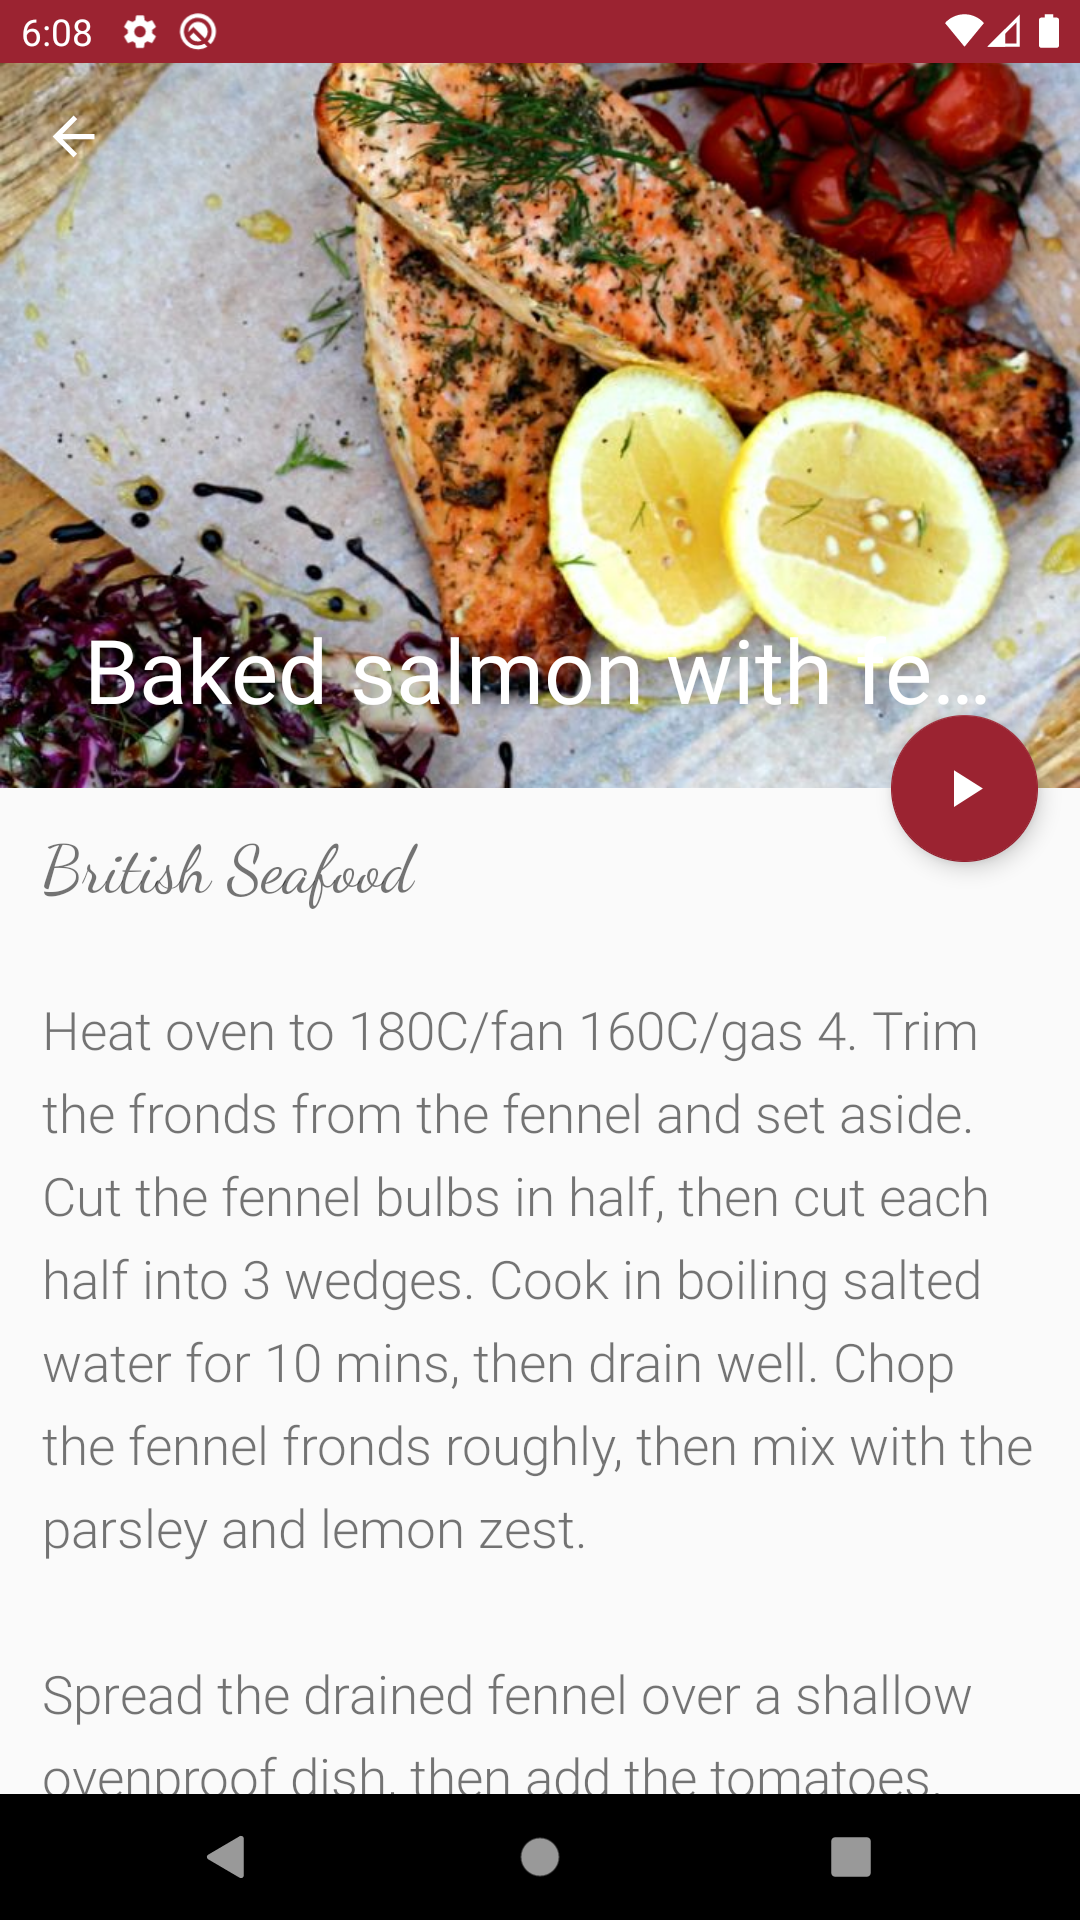 6:08
Baked salmon with fe...
British Seafood
Heat oven to 180C/fan 160C/gas 4. Trim
the fronds from the fennel and set aside.
Cut the fennel bulbs in half, then cut each
half into 3 wedges. Cook in boiling salted
water for 10 mins, then drain well. Chop
the fennel fronds roughly, then mix with the
parsley and lemon zest.
Spread the drained fennel over a shallow
ovenproof dish, then add the tomatoes.